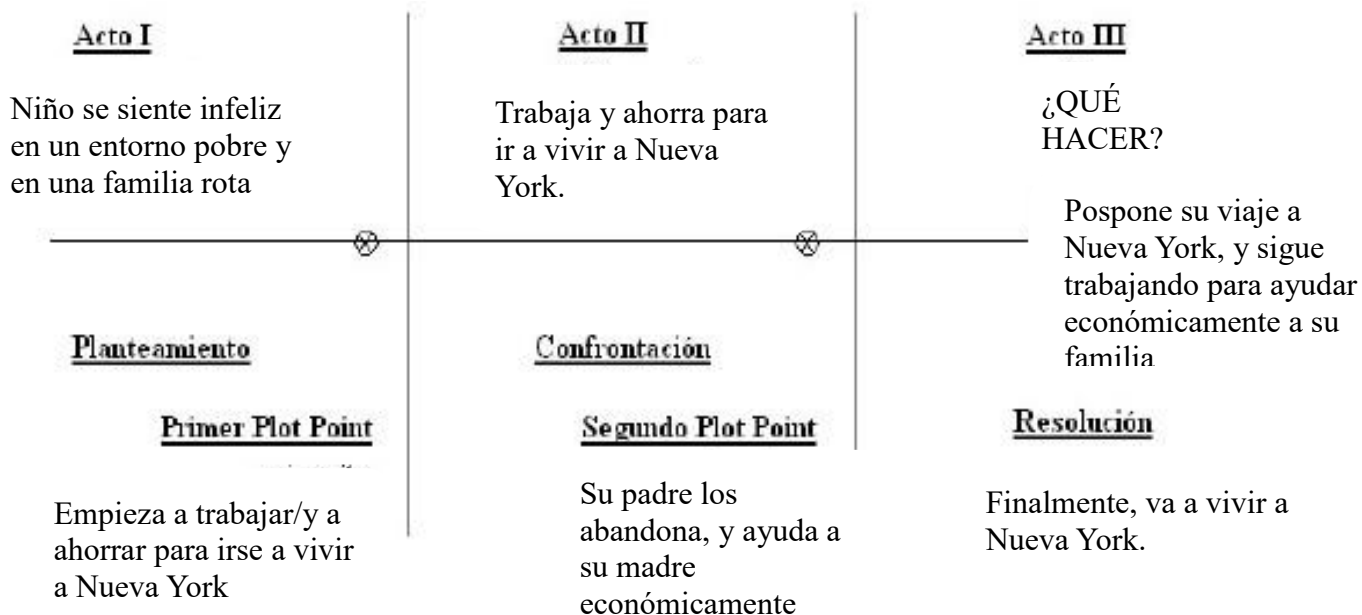 Acto I
Niño se siente infeliz
en un entorno pobre y
en una familia rota
Planteamiento
Primer Plot Point
Empieza a trabajar/y a
ahorrar para irse a vivir
a Nueva York
Acto II
Trabaja y ahorra para
ir a vivir a Nueva
York.
Confrontación
Segundo Plot Point
Su padre los
abandona, y ayuda a
su madre
económicamente
Acto III
¿QUÉ
HACER?
Pospone su viaje a
Nueva York, y sigue
trabajando para ayudar
económicamente a su
familia
Resolución
Finalmente, va a vivir a
Nueva York.